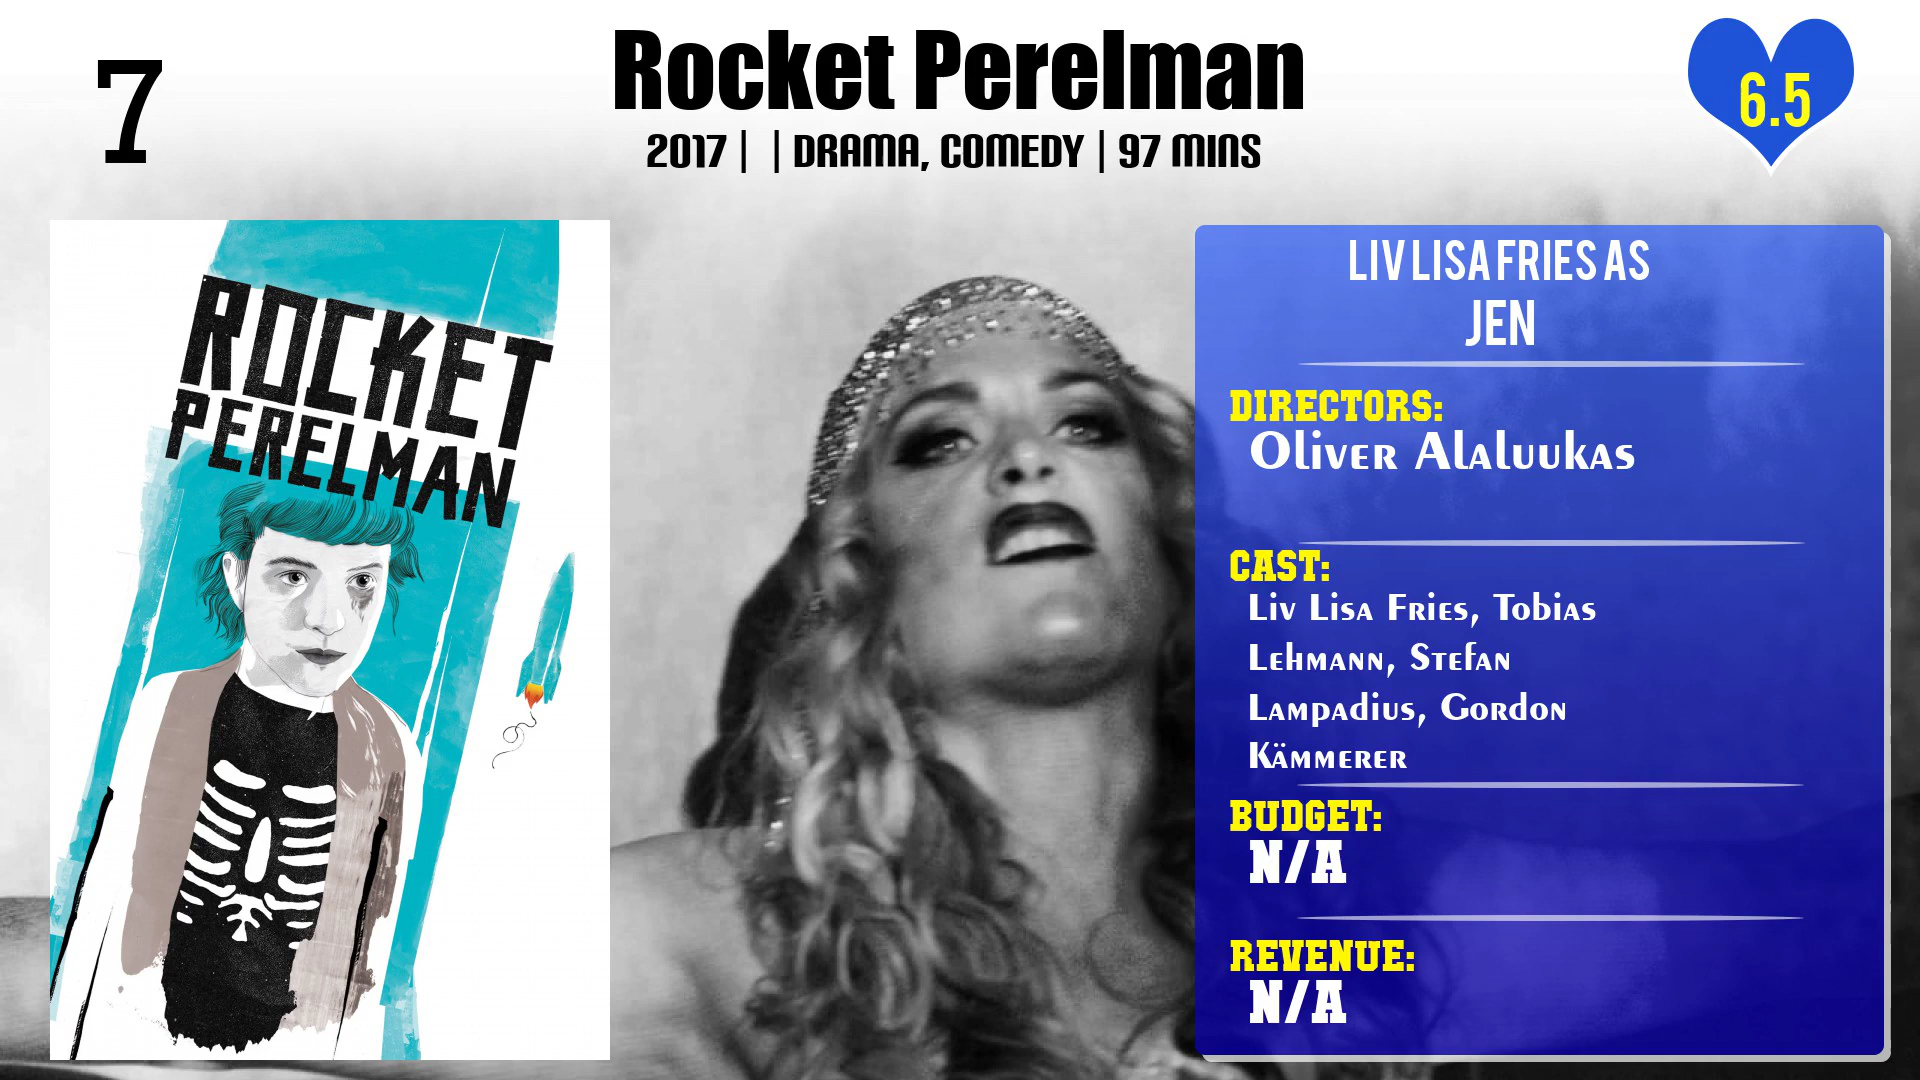 7
Rocket Perelman
2017 | | DRAMA, COMEDY | 97 MINS
6.5
ROCKET
PERELMAN
LIV LISA FRIES AS
JEN
DIRECTORS:
Oliver Alaluukas
CAST:
Liv Lisa Fries, Tobias
Lehmann, Stefan
Lampadius, Gordon
Kämmerer
BUDGET:
N/A
REVENUE:
N/A